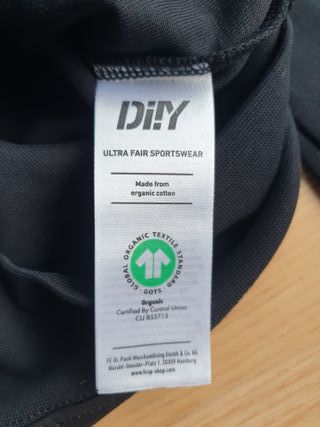 Di!Y
ULTRA FAIR SPORTSWEAR
Made from
organic cotton
GLOBAL ORGANIC TEXTILE STANDARD
· GOTS ·
Organic
Certified By Control Union
CU 855715
FC St. Pauli Merchandising GmbH & Co. KG
Harald-Stender-Platz 1, 20359 Hamburg
www.fcsp-shop.com